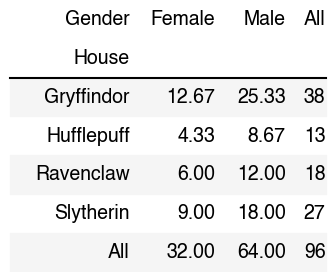 Gender Female Male All
House
Gryffindor 12.67 25.33 38
Hufflepuff 4.33 8.67 13
Ravenclaw 6.00 12.00 18
Slytherin 9.00 18.00 27
All 32.00 64.00 96